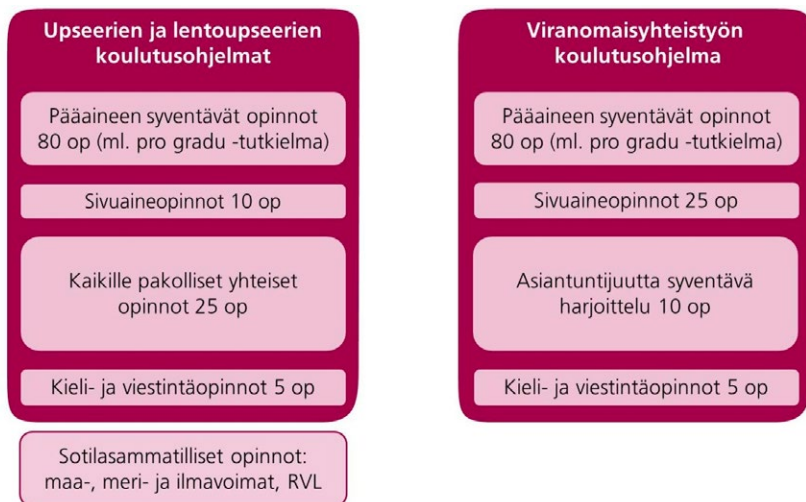 Upseerien ja lentoupseerien
koulutusohjelmat
Pääaineen syventävät opinnot
80 op (ml. pro gradu -tutkielma)
Sivuaineopinnot 10 op
Kaikille pakolliset yhteiset
opinnot 25 op
Kieli- ja viestintäopinnot 5 op
Sotilasammatilliset opinnot:
maa-, meri- ja ilmavoimat, RVL
Viranomaisyhteistyön
koulutusohjelma
Pääaineen syventävät opinnot
80 op (ml. pro gradu -tutkielma)
Sivuaineopinnot 25 op
Asiantuntijuutta syventävä
harjoittelu 10 op
Kieli- ja viestintäopinnot 5 op